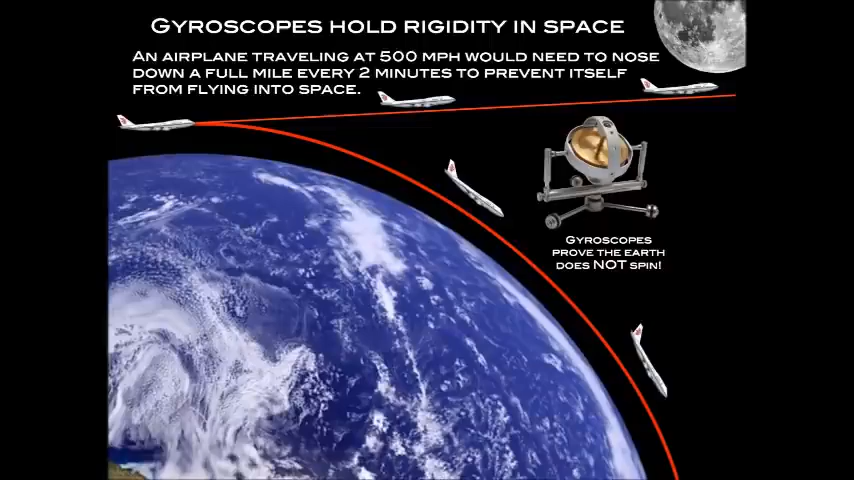 Gyroscopes hold rigidity in space
An airplane traveling at 500 mph would need to nose
down a full mile every 2 minutes to prevent itself
from flying into space.
Gyroscopes
prove the earth
does NOT spin!